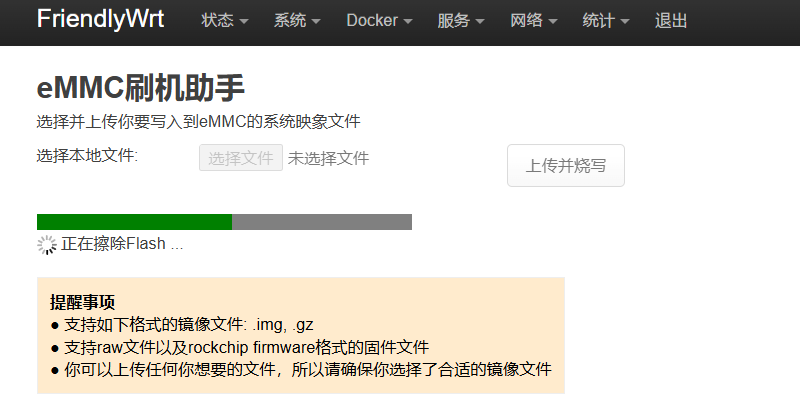 FriendlyWrt 状态 系统 Docker 服务 网络 统计 退出
eMMC刷机助手
选择并上传你要写入到eMMC的系统映象文件
选择本地文件: 选择文件 未选择文件 上传并烧写
正在擦除Flash ...
提醒事项
● 支持如下格式的镜像文件: .img, .gz
● 支持raw文件以及rockchip firmware格式的固件文件
● 你可以上传任何你想要的文件，所以请确保你选择了合适的镜像文件